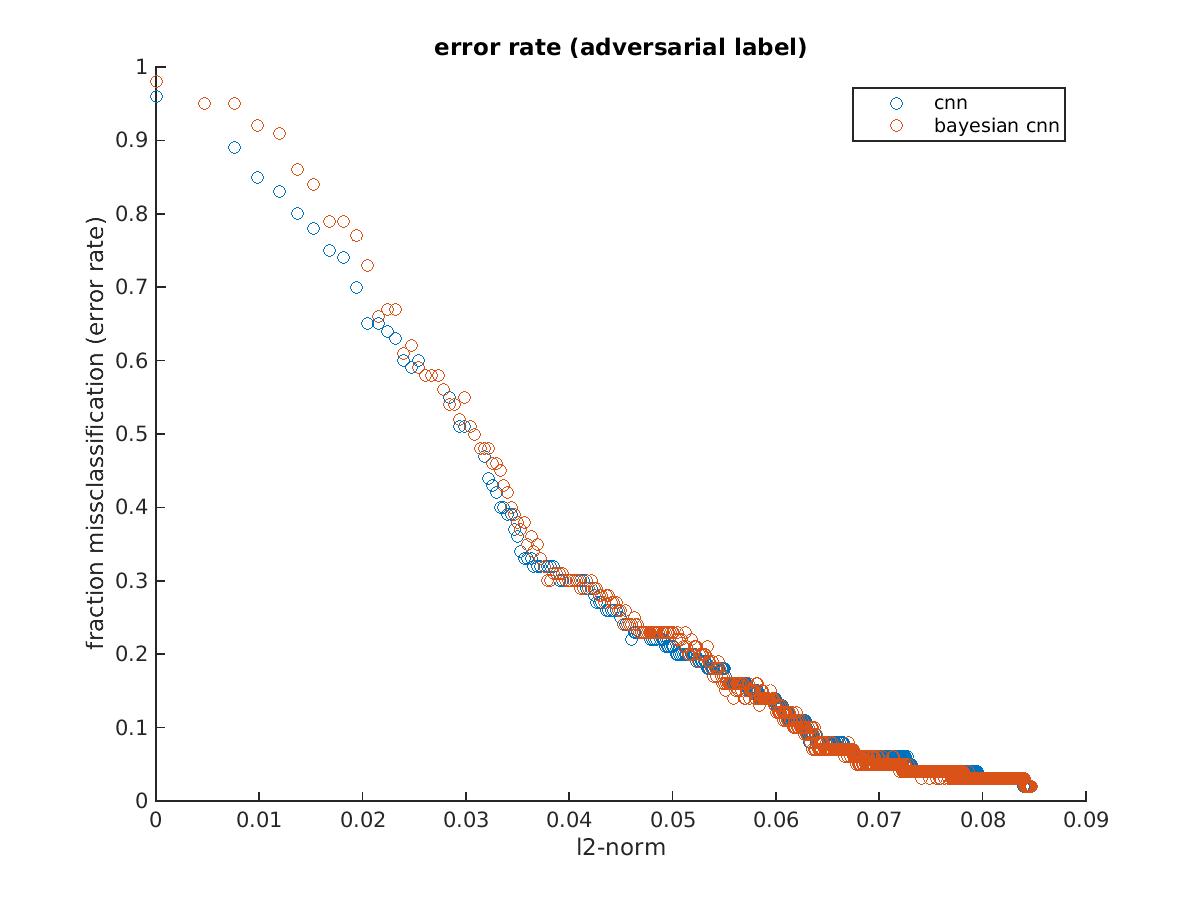 error rate (adversarial label)
cnn
bayesian cnn
fraction missclassification (error rate)
1
0.9
0.8
0.7
0.6
0.5
0.4
0.3
0.2
0.1
0
0 0.01 0.02 0.03 0.04 0.05 0.06 0.07 0.08 0.09
l2-norm